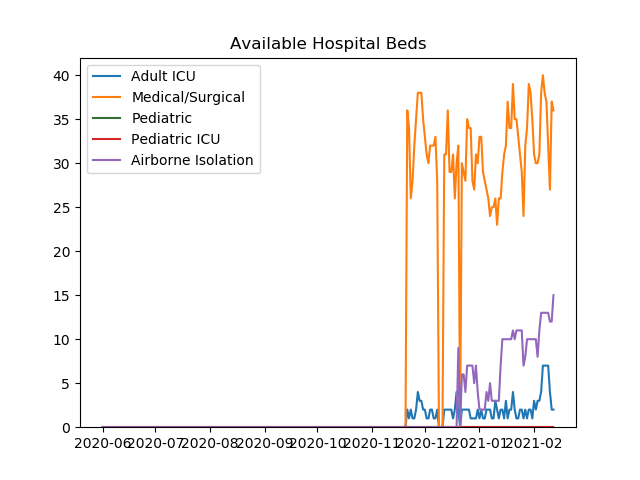 Available Hospital Beds
Adult ICU
Medical/Surgical
Pediatric
Pediatric ICU
Airborne Isolation
40
35
30
25
20
15
10
5
0
2020-06 2020-07 2020-08 2020-09 2020-10 2020-11 2020-12 2021-01 2021-02